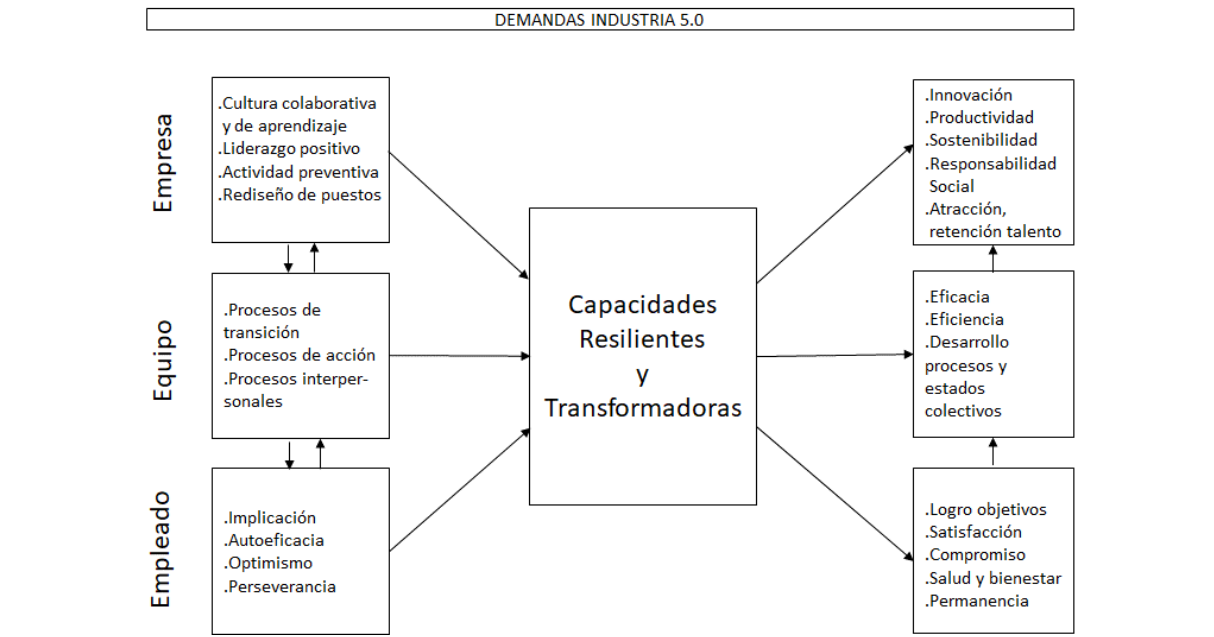 DEMANDAS INDUSTRIA 5.0
Empresa
.Cultura colaborativa
y de aprendizaje
.Liderazgo positivo
.Actividad preventiva
.Rediseño de puestos
Equipo
.Procesos de
transición
.Procesos de acción
.Procesos interper-
sonales
Empleado
.Implicación
.Autoeficacia
.Optimismo
.Perseverancia
Capacidades
Resilientes
y
Transformadoras
.Innovación
.Productividad
.Sostenibilidad
.Responsabilidad
Social
.Atracción,
retención talento
.Eficacia
.Eficiencia
.Desarrollo
procesos y
estados
colectivos
.Logro objetivos
.Satisfacción
.Compromiso
.Salud y bienestar
.Permanencia